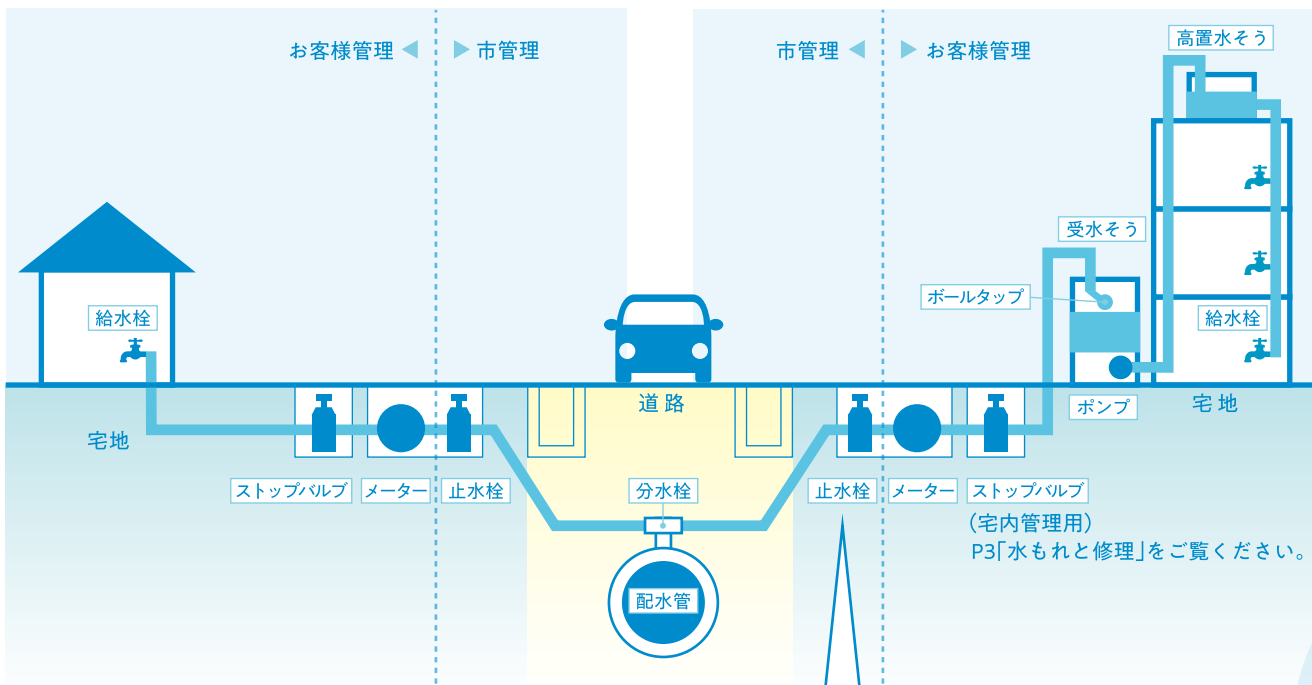 お客様管理 ◀ ▶ 市管理
市管理 ◀ ▶ お客様管理
高置水そう
受水そう
ボールタップ
給水栓
給水栓
道路
ポンプ
宅地
宅地
ストップバルブ
メーター
止水栓
分水栓
止水栓
メーター
ストップバルブ
(宅内管理用)
P3「水もれと修理」をご覧ください。
配水管